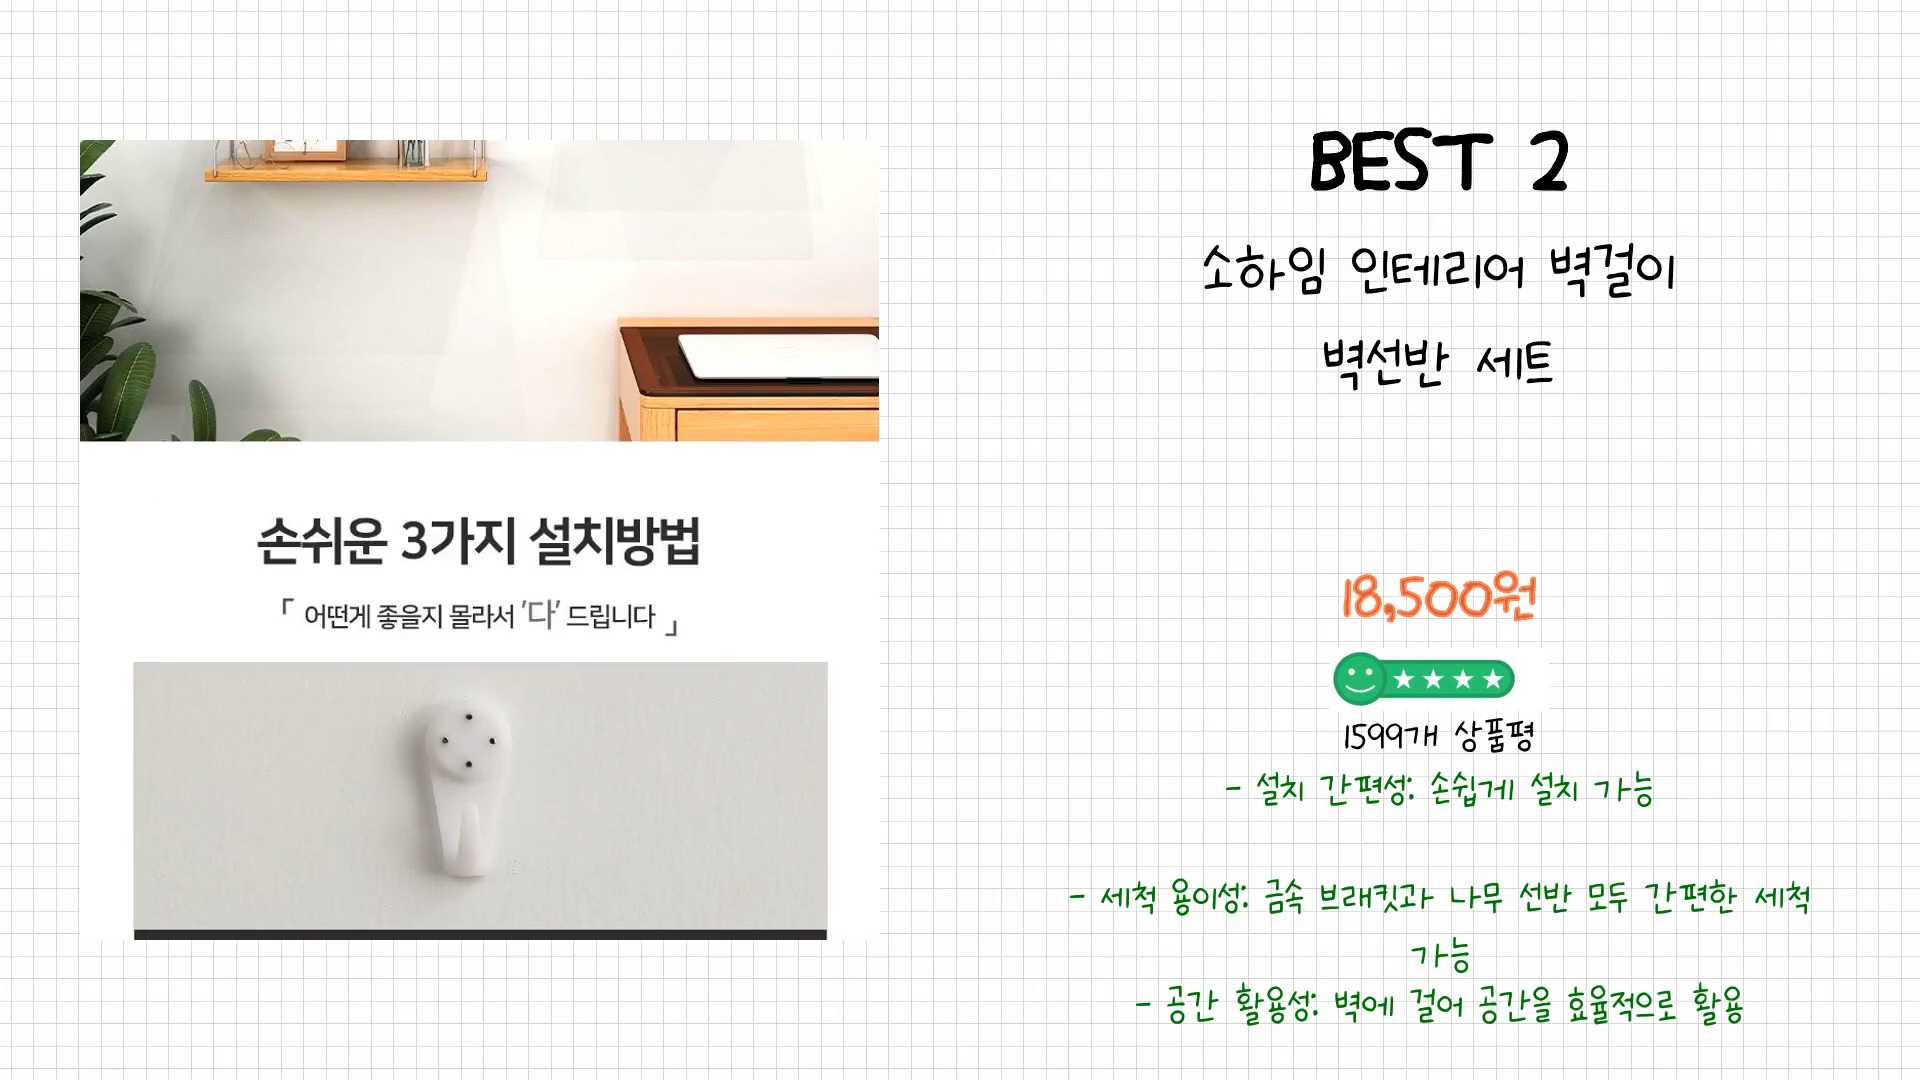 손쉬운 3가지 설치방법
「 어떤게 좋을지 몰라서 '다' 드립니다 」
BEST 2
소하임 인테리어 벽걸이
벽선반 세트
18,500원
1599개 상품평
- 설치 간편성: 손쉽게 설치 가능
- 세척 용이성: 금속 브래킷과 나무 선반 모두 간편한 세척
가능
- 공간 활용성: 벽에 걸어 공간을 효율적으로 활용